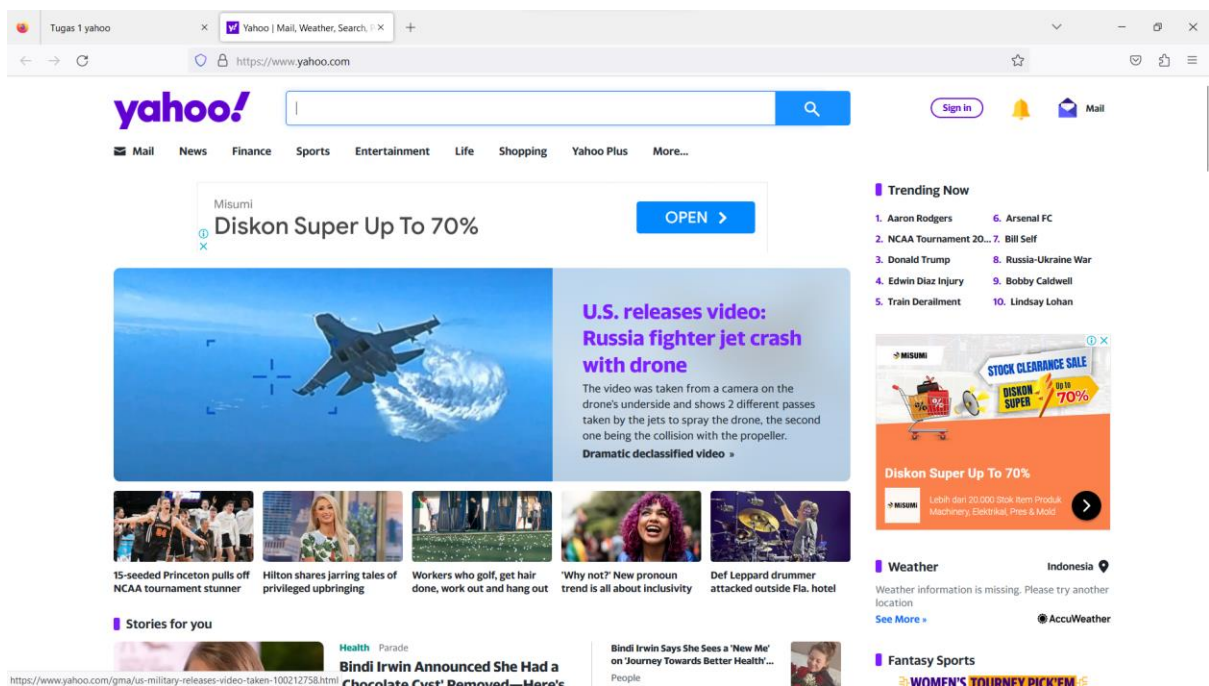 Tugas 1 yahoo
Yahoo | Mail, Weather, Search,
https://www.yahoo.com
yahoo!
Sign in
Mail
Mail News Finance Sports Entertainment Life Shopping Yahoo Plus More...
Misumi
Diskon Super Up To 70%
OPEN
U.S. releases video:
Russia fighter jet crash
with drone
The video was taken from a camera on the
drone's underside and shows 2 different passes
taken by the jets to spray the drone, the second
one being the collision with the propeller.
Dramatic declassified video »
15-seeded Princeton pulls off
NCAA tournament stunner
Hilton shares jarring tales of
privileged upbringing
Workers who golf, get hair
done, work out and hang out
'Why not?' New pronoun
trend is all about inclusivity
Def Leppard drummer
attacked outside Fla. hotel
Stories for you
Health Parade
Bindi Irwin Announced She Had a
Chocolate Cyst' Removed—Here's
Bindi Irwin Says She Sees a 'New Me'
on 'Journey Towards Better Health'...
People
https://www.yahoo.com/gma/us-military-releases-video-taken-100212758.html
Trending Now
1. Aaron Rodgers
2. NCAA Tournament 20...
3. Donald Trump
4. Edwin Diaz Injury
5. Train Derailment
6. Arsenal FC
7. Bill Self
8. Russia-Ukraine War
9. Bobby Caldwell
10. Lindsay Lohan
MISUMI
STOCK CLEARANCE SALE
DISKON
SUPER
Up to
70%
Diskon Super Up To 70%
MISUMI
Lebih dari 20.000 Stok Item Produk
Machinery, Elektrikal, Pres & Mold
Weather
Indonesia
Weather information is missing. Please try another
location
See More »
AccuWeather
Fantasy Sports
WOMEN'S TOURNEY PICK'EM